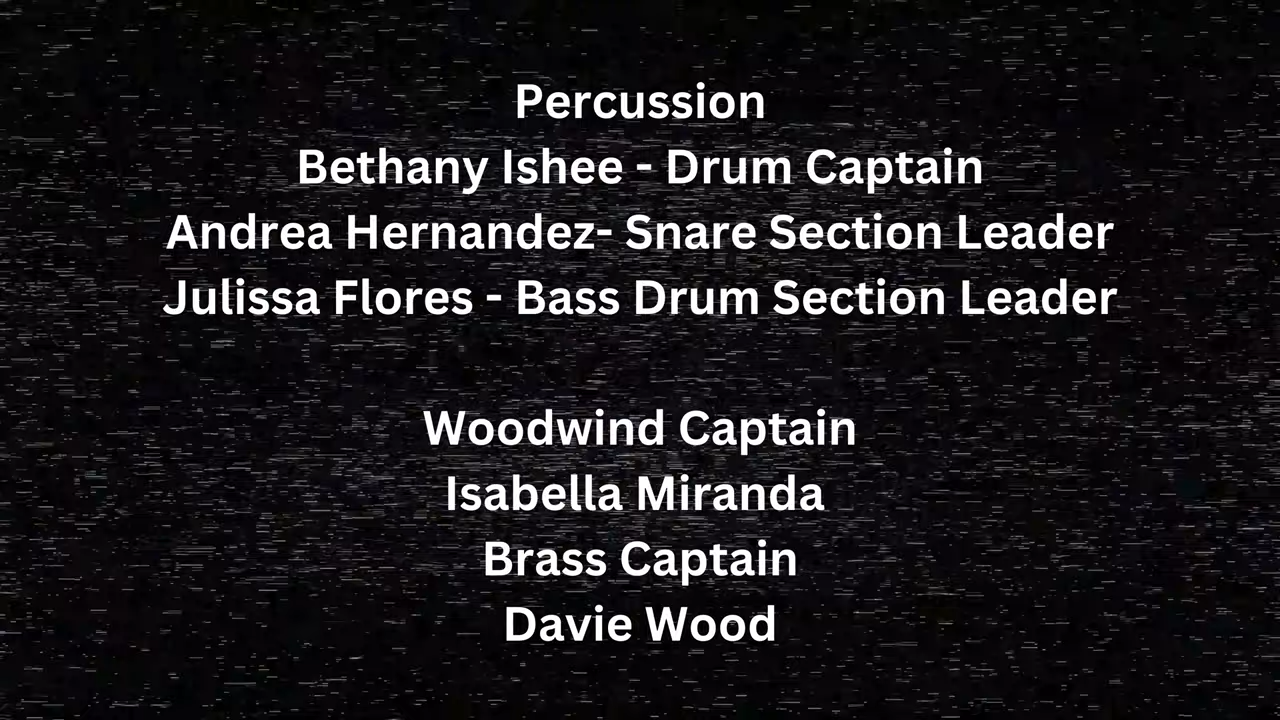 Percussion
Bethany Ishee - Drum Captain
Andrea Hernandez- Snare Section Leader
Julissa Flores - Bass Drum Section Leader
Woodwind Captain
Isabella Miranda
Brass Captain
Davie Wood